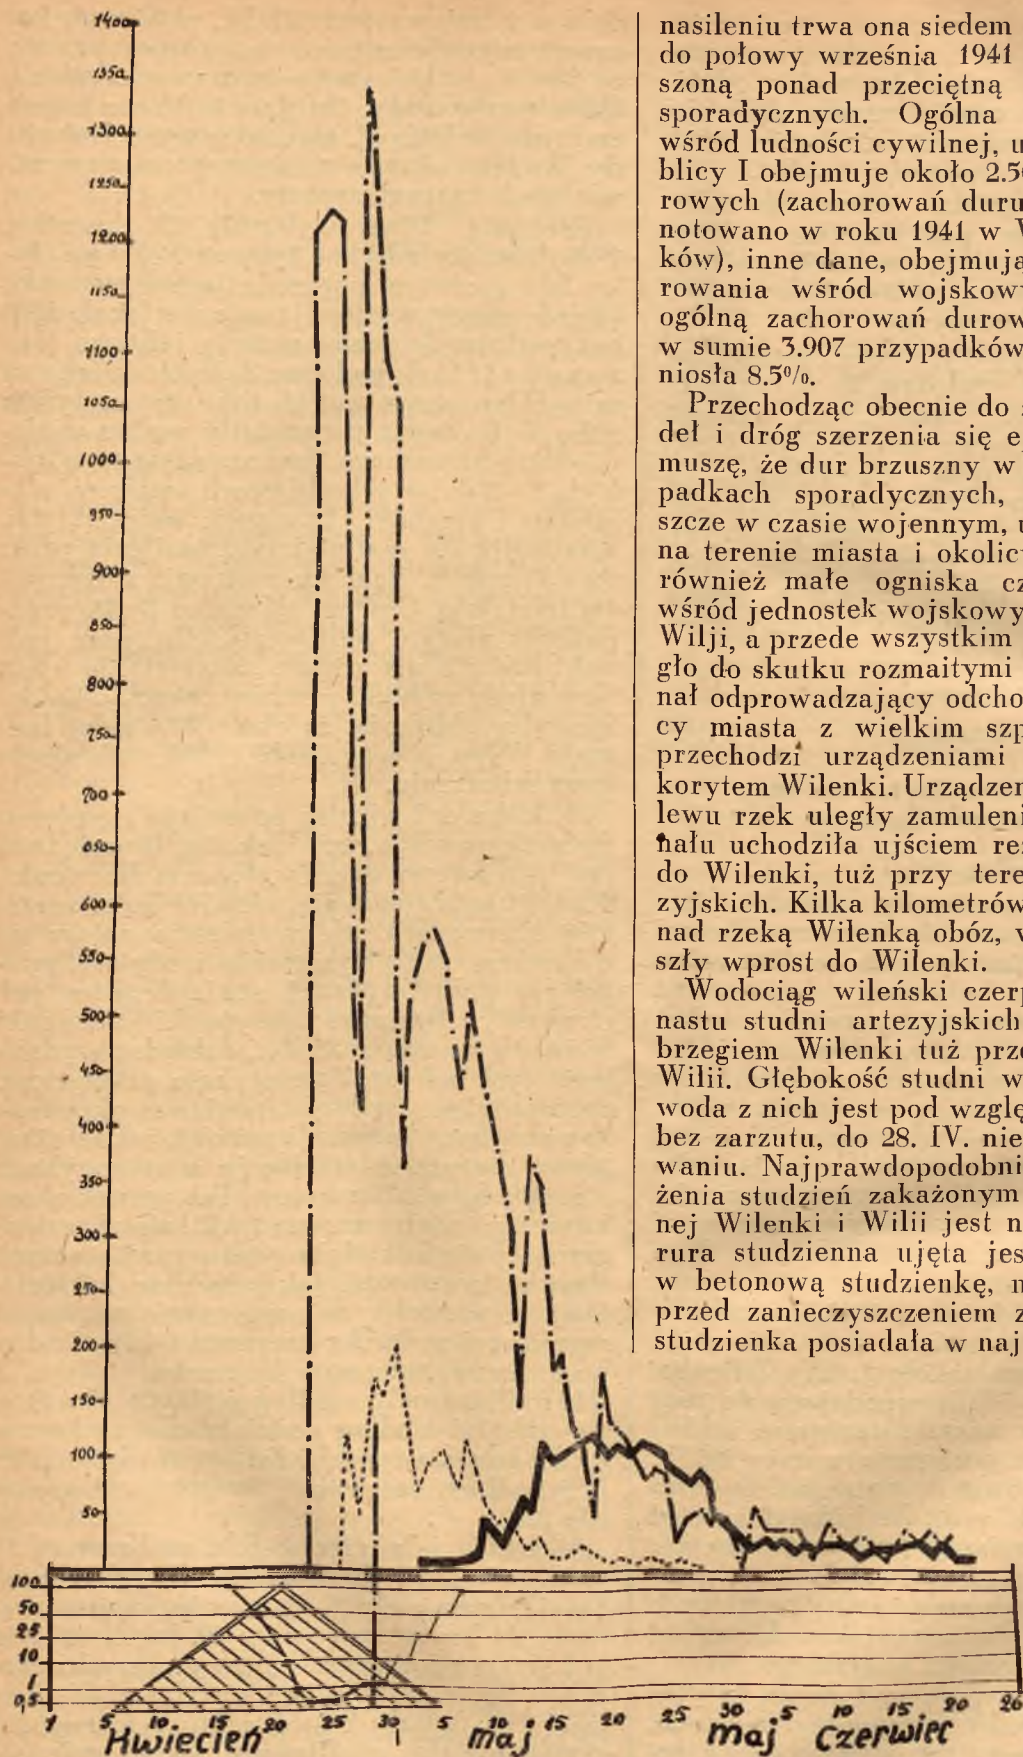 1400
1350
1300
1250
1200
1150
1100
1050
1000
950
900
850
800
750
700
650
600
550
500
450
400
350
300
250
200
150
100
50
100
50
25
10
1
0,5
1 5 10 15 20 25 30 5 10 15 20 25 30 5 10 15 20 26
Kwiecień Maj Maj Czerwiec
nasileniu trwa ona siedem
do połowy września 1941
szoną ponad przeciętną
sporadycznych. Ogólna
wśród ludności cywilnej, u
blicy I obejmuje około 2.50
rowych (zachorowań duru
notowano w roku 1941 w W
ków), inne dane, obejmują
rowania wśród wojskow
ogólną zachorowań durow
w sumie 3.907 przypadków
niosła 8.5%.
Przechodząc obecnie do
deł i dróg szerzenia się e
muszę, że dur brzuszny w
padkach sporadycznych,
szcze w czasie wojennym, u
na terenie miasta i okolic
również małe ogniska cz
wśród jednostek wojskowy
Wilji, a przede wszystkim
gło do skutku rozmaitymi
nał odprowadzający odcho
cy miasta z wielkim szp
przechodzi urządzeniami
korytem Wilenki. Urządzen
lewu rzek uległy zamuleni
nału uchodziła ujściem re
do Wilenki, tuż przy tere
zyjskich. Kilka kilometrów
nad rzeką Wilenką obóz, w
szły wprost do Wilenki.
Wodociąg wileński czerp
nastu studni artezyjskich
brzegiem Wilenki tuż prze
Wilii. Głębokość studni w
woda z nich jest pod wzglę
bez zarzutu, do 28. IV. nie
waniu. Najprawdopodobni
żenia studzien zakażonym
nej Wilenki i Wilii jest n
rura studzienna ujęta jes
w betonową studzienkę, n
przed zanieczyszczeniem z
studzienka posiadała w naj